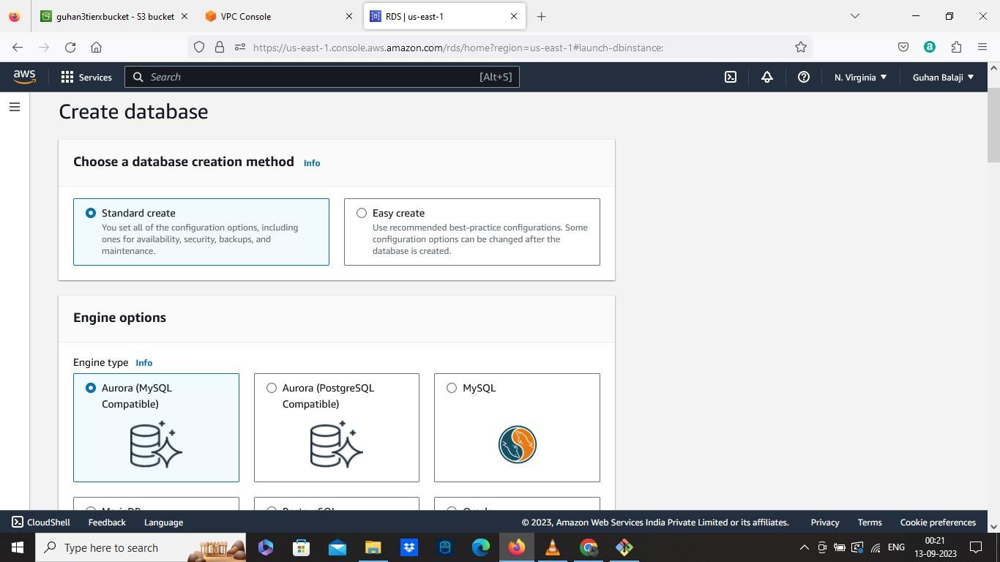 guhan3tierxbucket - S3 bucket
VPC Console
RDS | us-east-1
https://us-east-1.console.aws.amazon.com/rds/home?region=us-east-1#launch-dbinstance:
aws
Services
Search
[Alt+S]
N. Virginia
Guhan Balaji
Create database
Choose a database creation method Info
Standard create
You set all of the configuration options, including
ones for availability, security, backups, and
maintenance.
Easy create
Use recommended best-practice configurations. Some
configuration options can be changed after the
database is created.
Engine options
Engine type Info
Aurora (MySQL
Compatible)
Aurora (PostgreSQL
Compatible)
MySQL
MariaDB
PostgreSQL
Oracle
CloudShell
Feedback
Language
© 2023, Amazon Web Services India Private Limited or its affiliates.
Privacy
Terms
Cookie preferences
Type here to search
ENG
00:21
13-09-2023